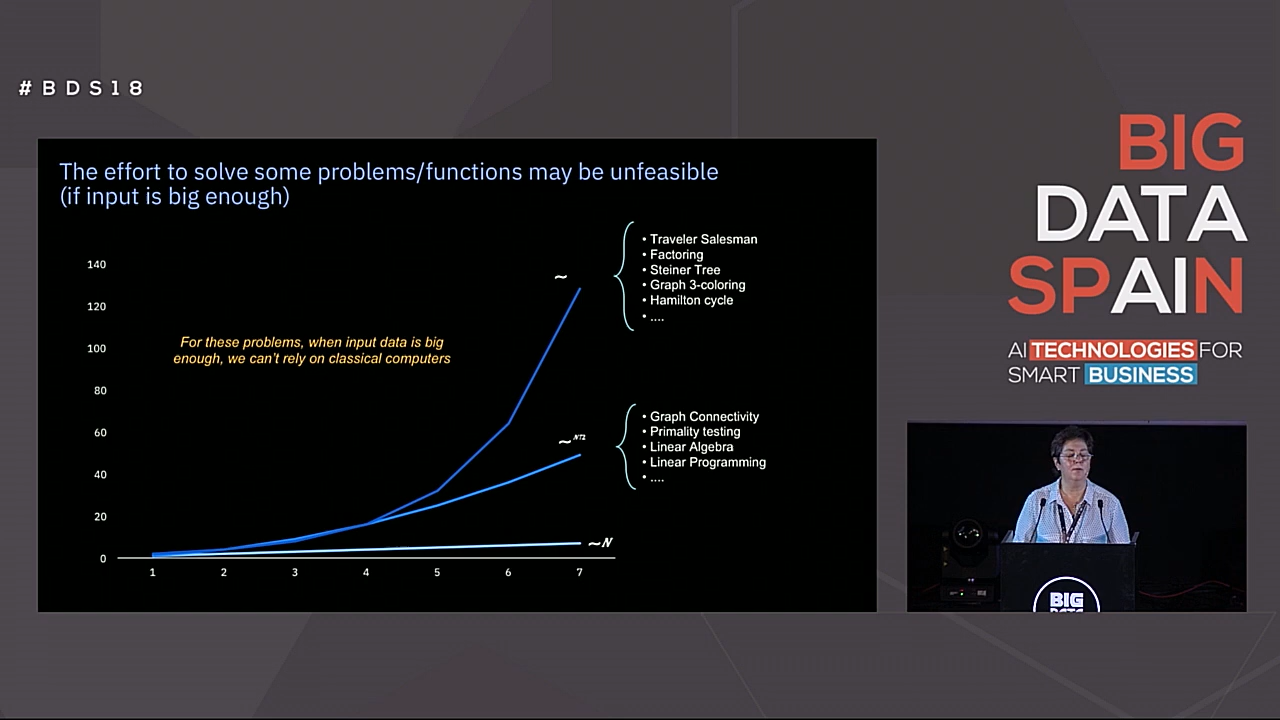 #BDS18
The effort to solve some problems/functions may be unfeasible
(if input is big enough)
140
120
100
80
60
40
20
0
1 2 3 4 5 6 7
For these problems, when input data is big
enough, we can't rely on classical computers
~
• Traveler Salesman
• Factoring
• Steiner Tree
• Graph 3-coloring
• Hamilton cycle
• ....
• Graph Connectivity
• Primality testing
• Linear Algebra
• Linear Programming
• ....
~N
BIG
DATA
SPAIN
AI TECHNOLOGIES FOR
SMART BUSINESS
BIG